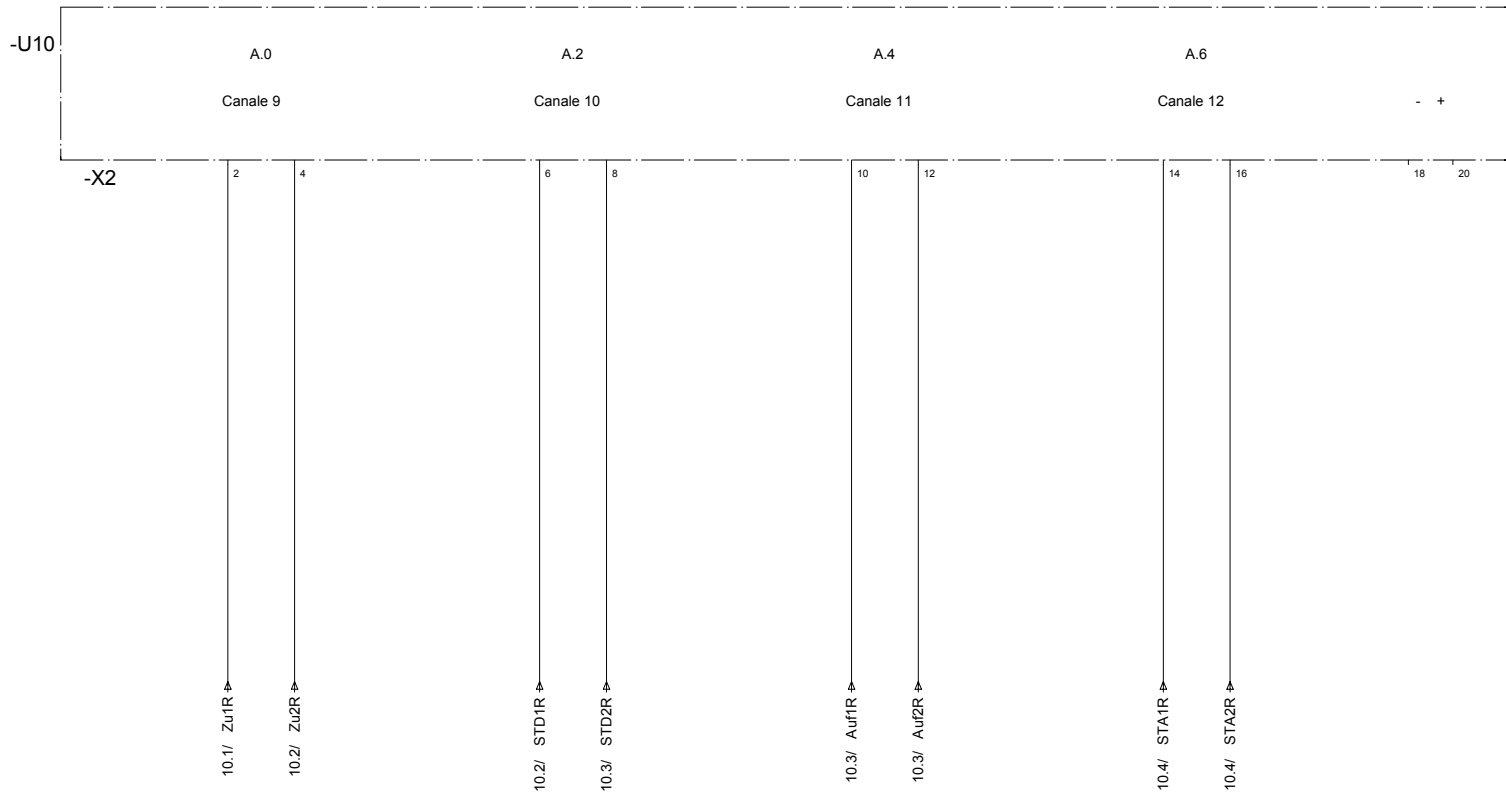 -U10
A.0 A.2 A.4 A.6
Canale 9 Canale 10 Canale 11 Canale 12 - +
-X2 2 4 6 8 10 12 14 16 18 20
10.1/ Zu1R
10.2/ Zu2R
10.2/ STD1R
10.3/ STD2R
10.3/ Auf1R
10.3/ Auf2R
10.4/ STA1R
10.4/ STA2R